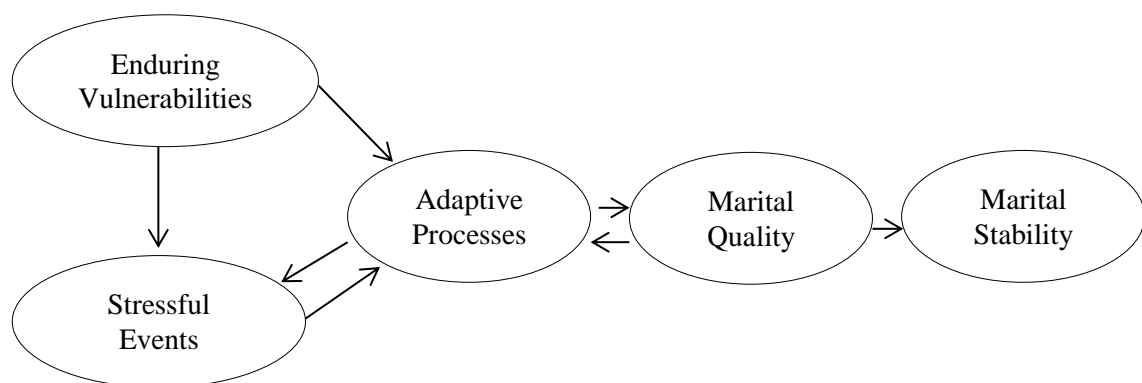 Enduring
Vulnerabilities
Adaptive
Processes
Marital
Quality
Marital
Stability
Stressful
Events